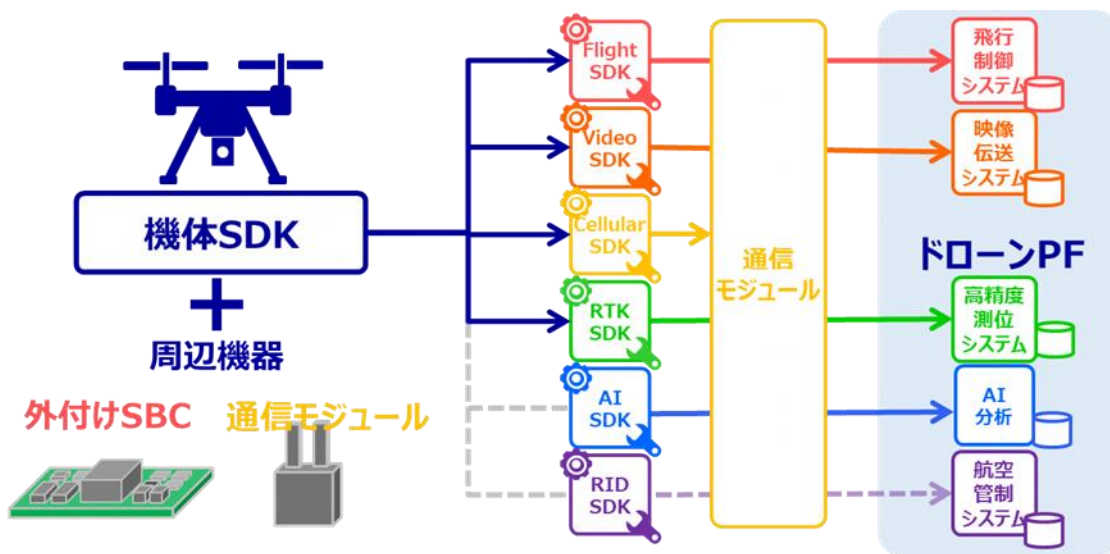 機体SDK
周辺機器
外付けSBC
通信モジュール
Flight
SDK
Video
SDK
Cellular
SDK
RTK
SDK
AI
SDK
RID
SDK
通信
モジュール
飛行
制御
システム
映像
伝送
システム
ドローンPF
高精度
測位
システム
AI
分析
航空
管制
システム